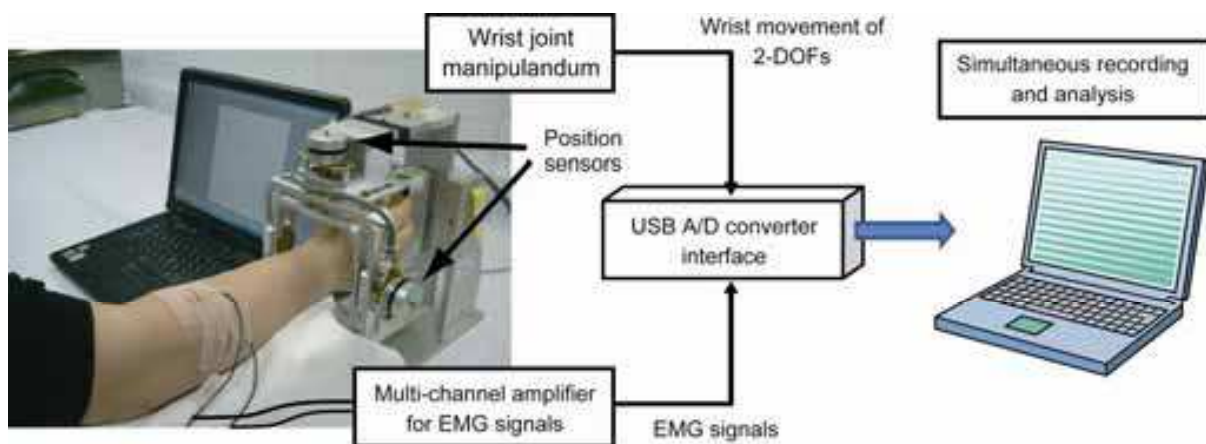 Wrist joint
manipulandum
Wrist movement of
2-DOFs
Simultaneous recording
and analysis
Position
sensors
USB A/D converter
interface
Multi-channel amplifier
for EMG signals
EMG signals